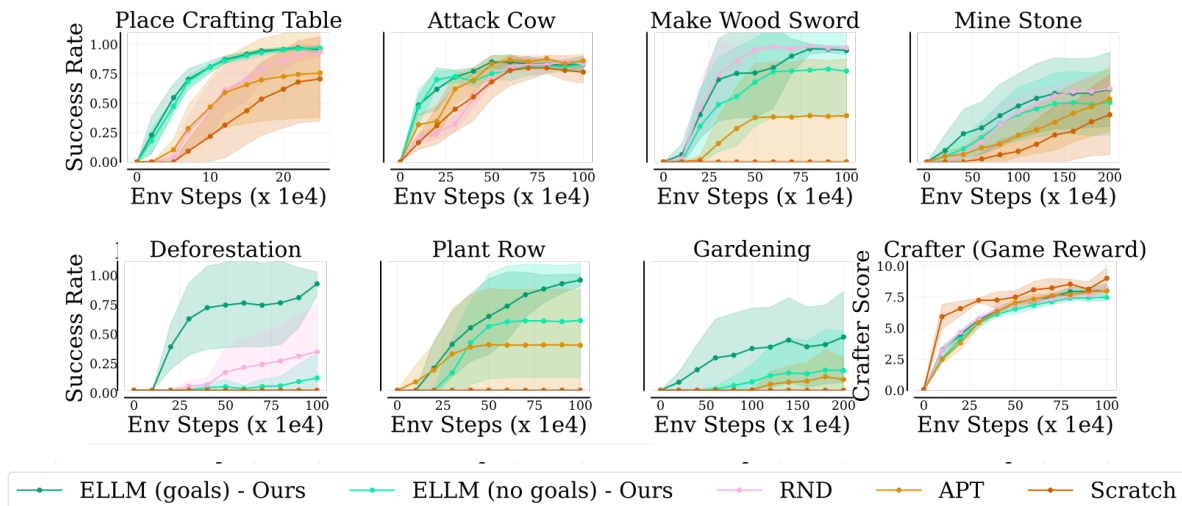 Place Crafting Table Attack Cow Make Wood Sword Mine Stone
Success Rate
1.00
0.75
0.50
0.25
0.00
0 10 20 0 25 50 75 100 0 25 50 75 100 0 50 100 150 200
Env Steps (x 1e4) Env Steps (x 1e4) Env Steps (x 1e4) Env Steps (x 1e4)
Deforestation Plant Row Gardening Crafter (Game Reward)
Success Rate
1.00
0.75
0.50
0.25
0.00
Crafter Score
10.0
7.5
5.0
2.5
0.0
0 25 50 75 100 0 25 50 75 100 0 50 100 150 200 0 25 50 75 100
Env Steps (x 1e4) Env Steps (x 1e4) Env Steps (x 1e4) Env Steps (x 1e4)
ELLM (goals) - Ours ELLM (no goals) - Ours RND APT Scratch